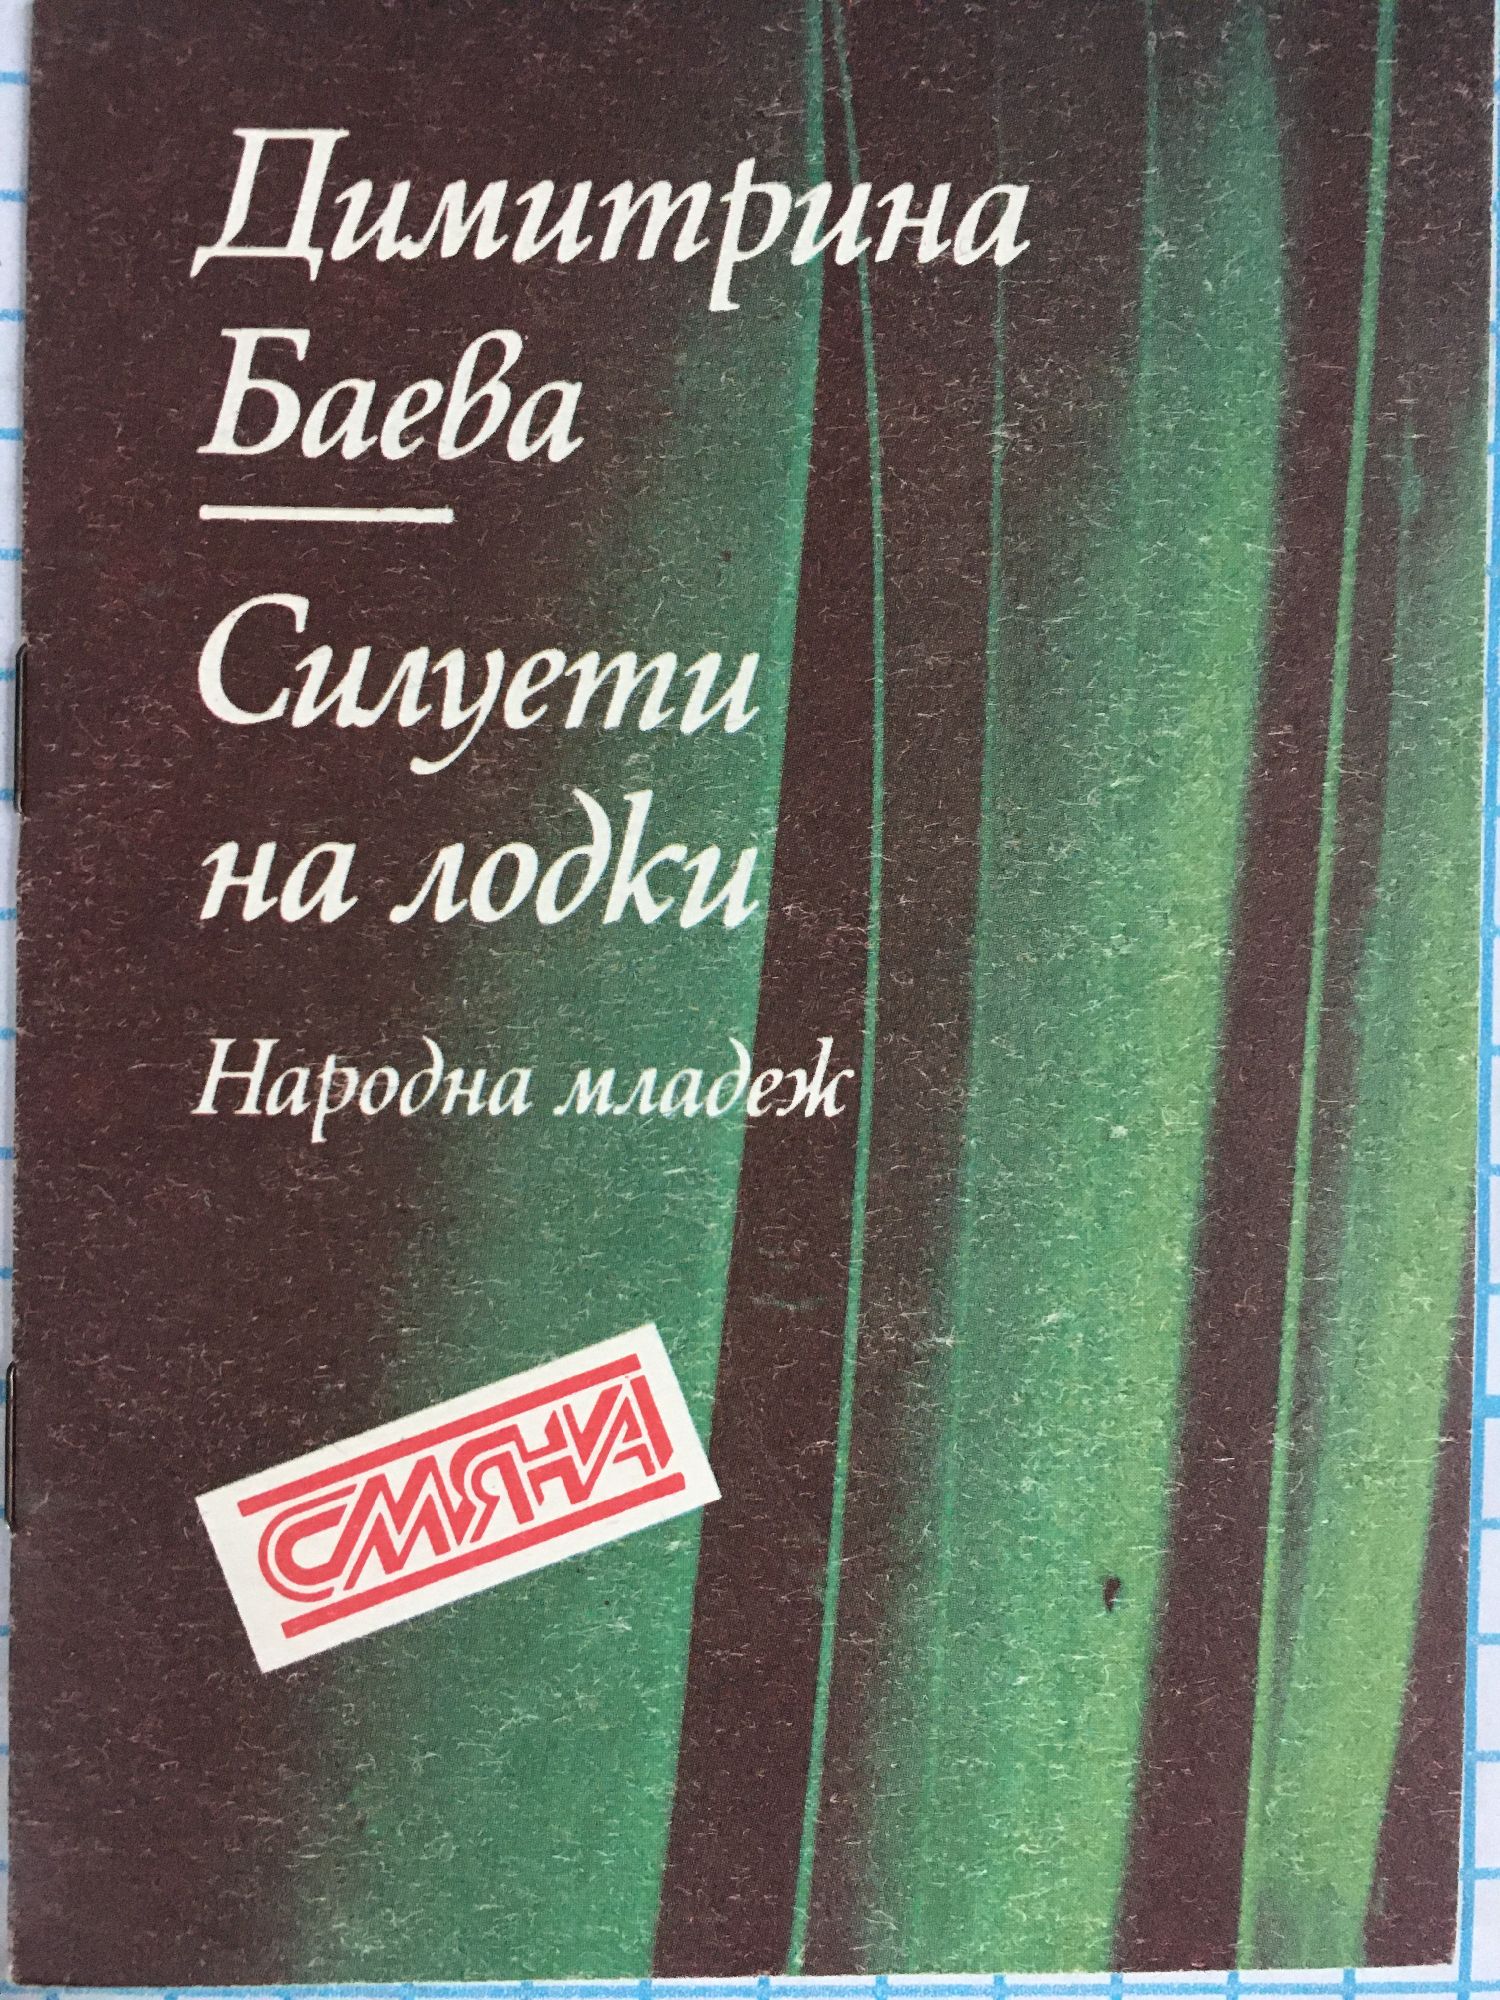 Димитрина
Баева
Силуети
на лодки
Народна младеж
СМЯНА